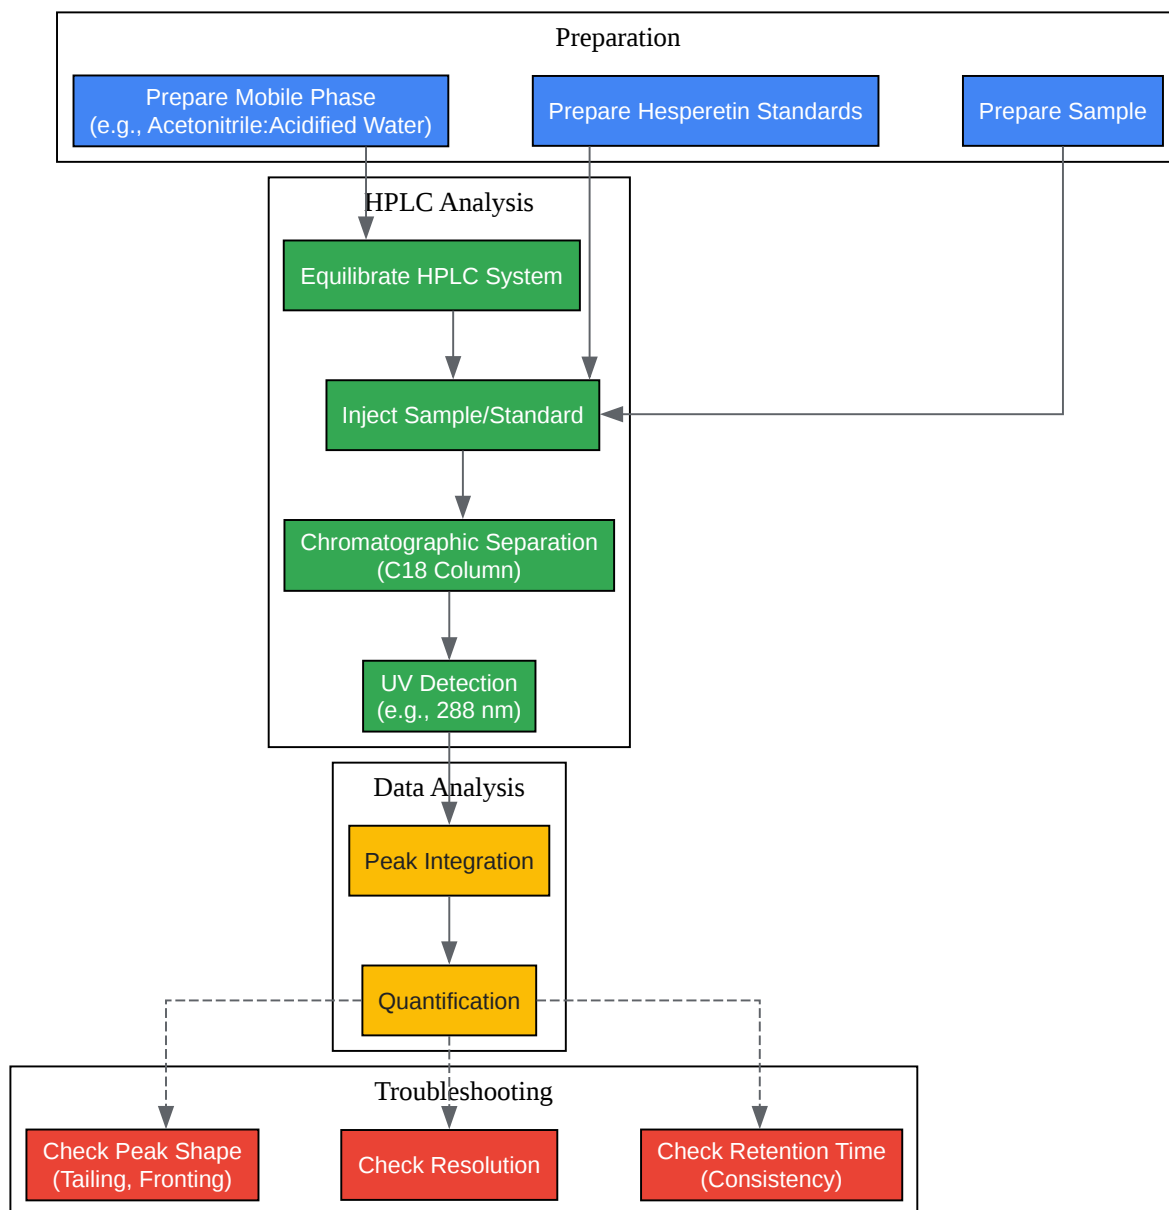 Preparation
Prepare Mobile Phase
(e.g., Acetonitrile:Acidified Water)
Prepare Hesperetin Standards
Prepare Sample
HPLC Analysis
Equilibrate HPLC System
Inject Sample/Standard
Chromatographic Separation
(C18 Column)
UV Detection
(e.g., 288 nm)
Data Analysis
Peak Integration
Quantification
Troubleshooting
Check Peak Shape
(Tailing, Fronting)
Check Resolution
Check Retention Time
(Consistency)